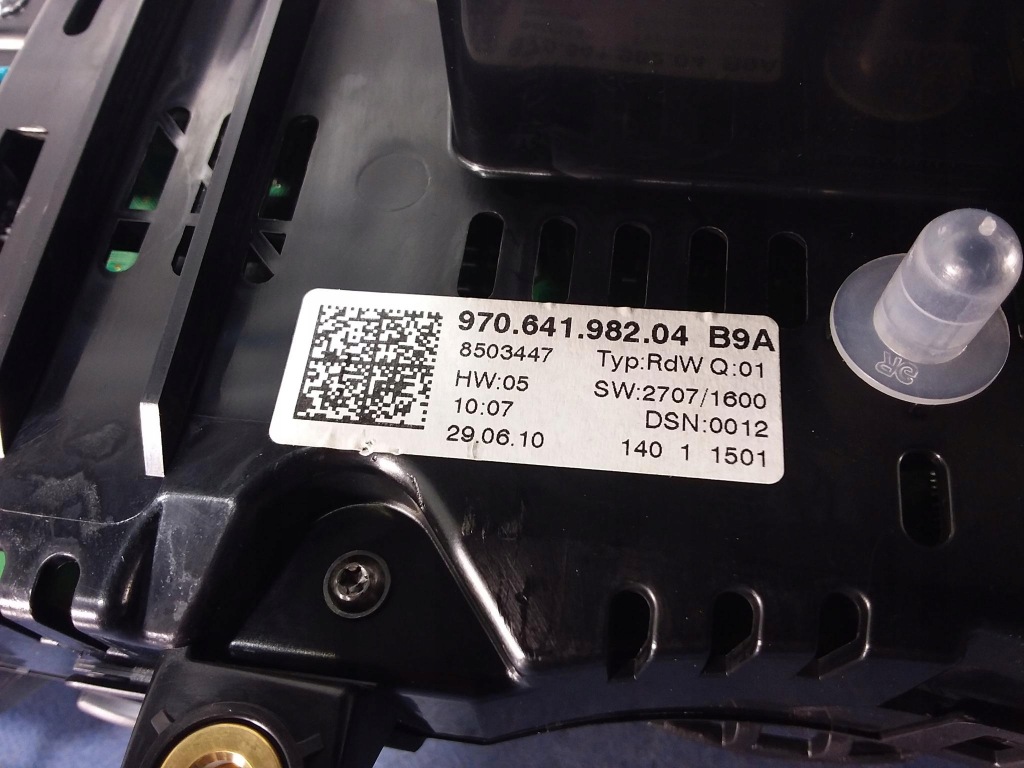 970.641.982.04 B9A
8503447 Typ:RdW Q:01
HW:05 SW:2707/1600
10:07 DSN:0012
29.06.10 140 1 1501